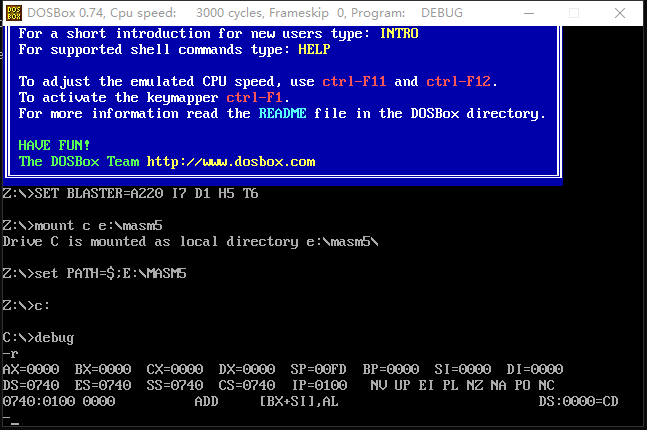 DOSBox 0.74, Cpu speed: 3000 cycles, Frameskip 0, Program: DEBUG
For a short introduction for new users type: INTRO
For supported shell commands type: HELP
To adjust the emulated CPU speed, use ctrl-F11 and ctrl-F12.
To activate the keymapper ctrl-F1.
For more information read the README file in the DOSBox directory.
HAVE FUN!
The DOSBox Team http://www.dosbox.com
Z:\>SET BLASTER=A220 I7 D1 H5 T6
Z:\>mount c e:\masm5
Drive C is mounted as local directory e:\masm5\
Z:\>set PATH=$;E:\MASM5
Z:\>c:
C:\>debug
-r
AX=0000 BX=0000 CX=0000 DX=0000 SP=00FD BP=0000 SI=0000 DI=0000
DS=0740 ES=0740 SS=0740 CS=0740 IP=0100 NV UP EI PL NZ NA PO NC
0740:0100 0000 ADD [BX+SI],AL DS:0000=CD
-_